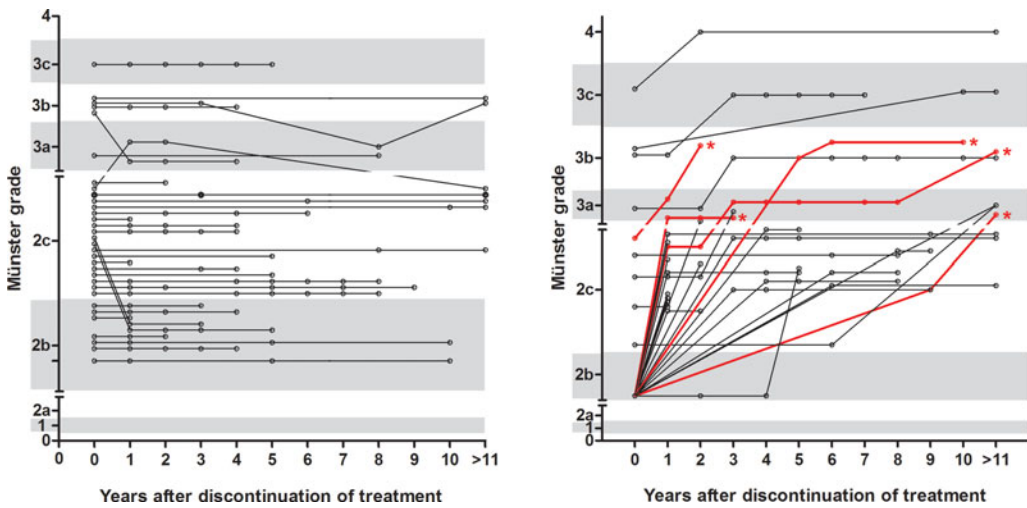 4
3c
3b
3a
2c
2b
2a
1
0
Münster grade
0 0 1 2 3 4 5 6 7 8 9 10 >11
Years after discontinuation of treatment
4
3c
3b
3a
2c
2b
2a
1
0
Münster grade
*
*
*
*
*
0 1 2 3 4 5 6 7 8 9 10 >11
Years after discontinuation of treatment